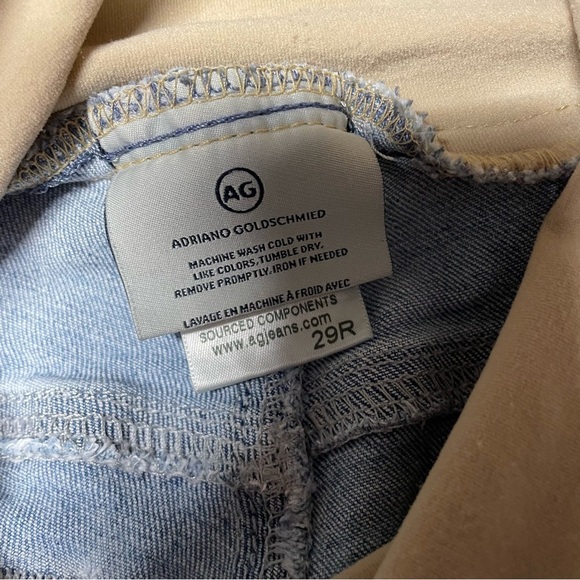 AG
ADRIANO GOLDSCHMIED
MACHINE WASH COLD WITH
LIKE COLORS, TUMBLE DRY.
REMOVE PROMPTLY, IRON IF NEEDED
LAVAGE EN MACHINE À FROID AVEC
SOURCED COMPONENTS
www.agjeans.com
29R